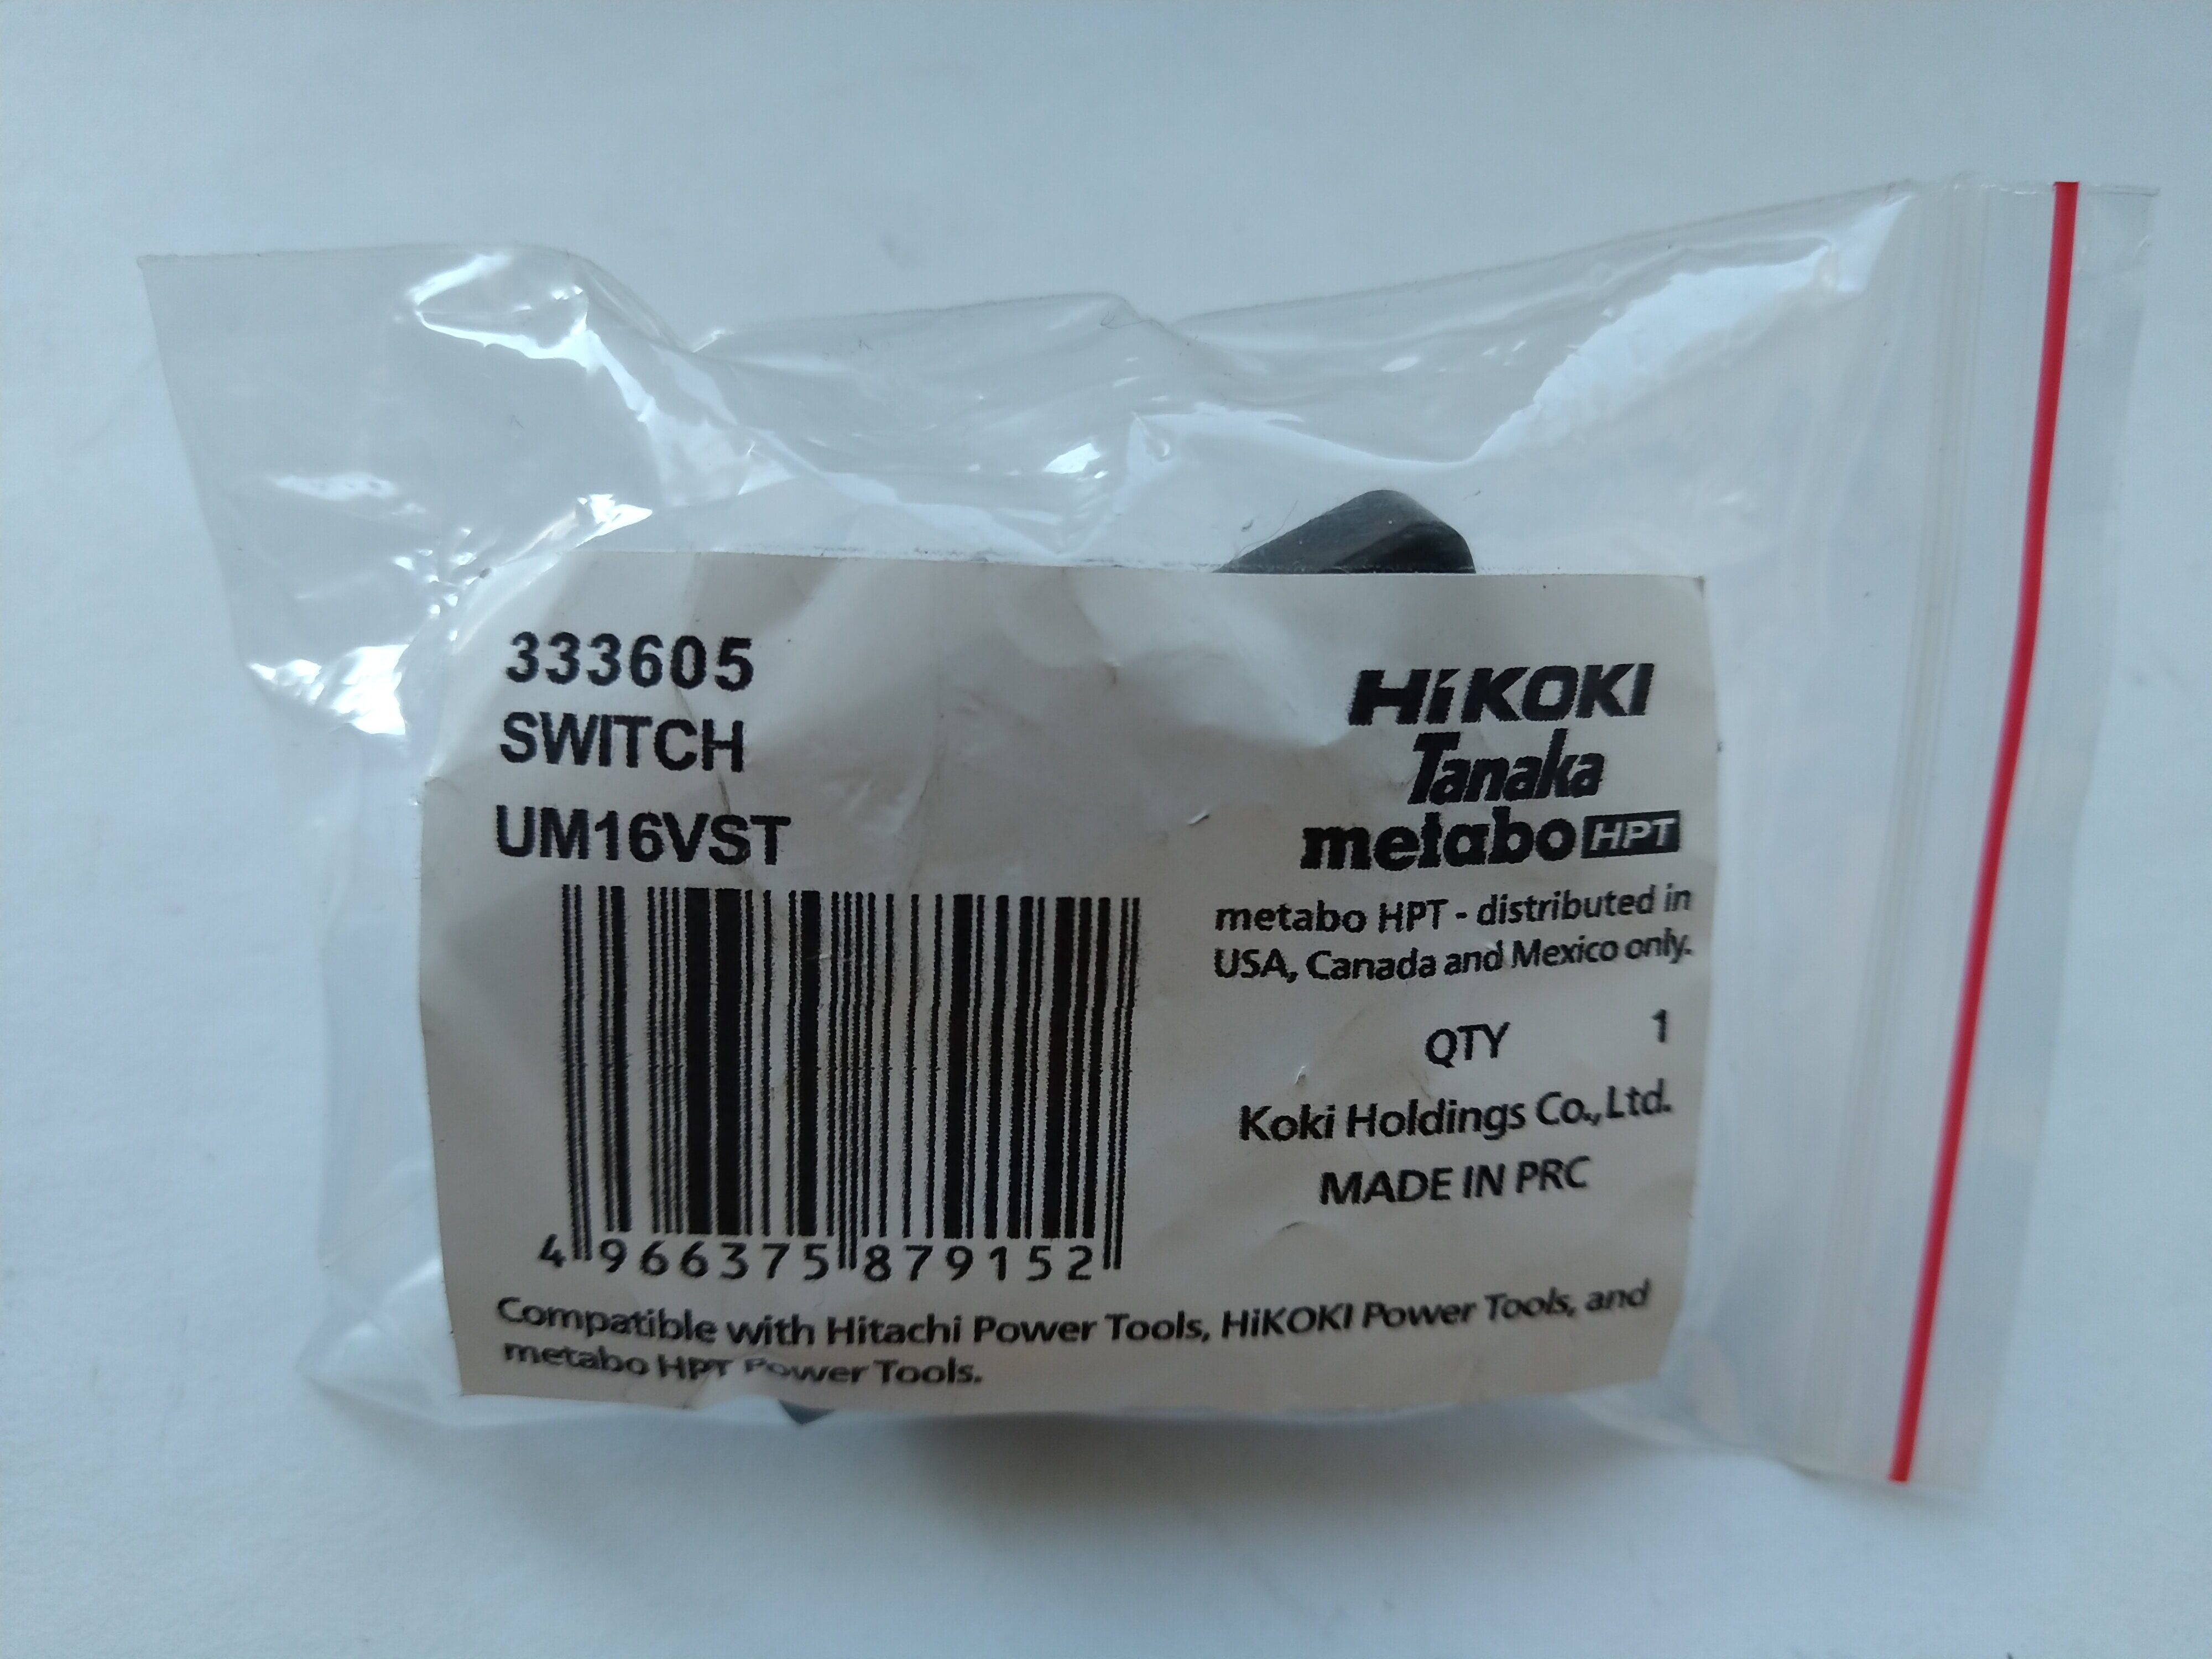 333605
SWITCH
UM16VST
4 966375 879152
HiKOKI
Tanaka
metabo HPT
metabo HPT - distributed in
USA, Canada and Mexico only.
QTY 1
Koki Holdings Co.,Ltd.
MADE IN PRC
Compatible with Hitachi Power Tools, HiKOKI Power Tools, and
metabo HPT Power Tools.